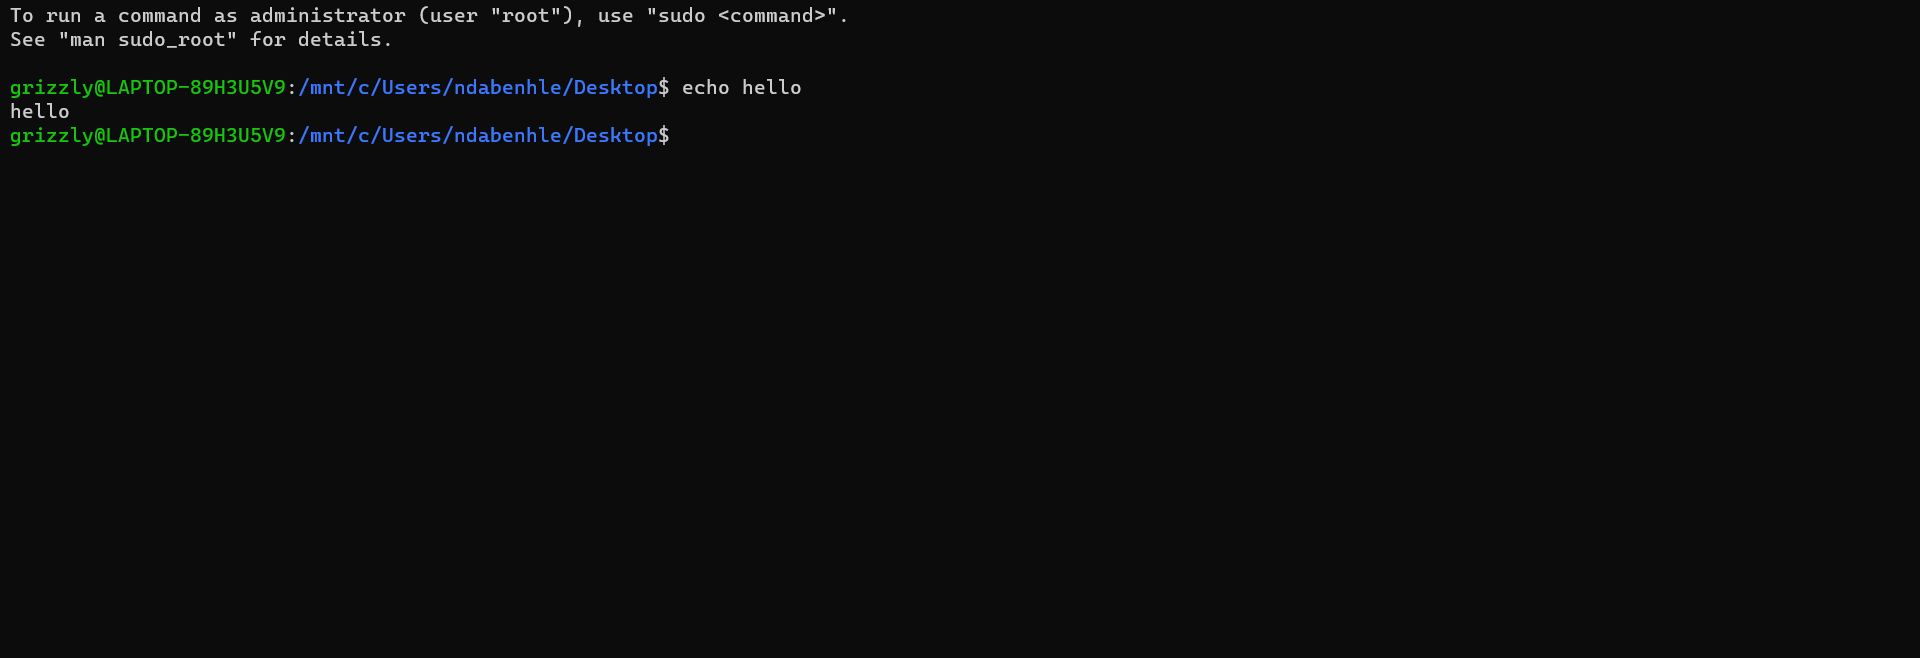 To run a command as administrator (user "root"), use "sudo <command>".
See "man sudo_root" for details.
grizzly@LAPTOP-89H3U5V9:/mnt/c/Users/ndabenhle/Desktop$ echo hello
hello
grizzly@LAPTOP-89H3U5V9:/mnt/c/Users/ndabenhle/Desktop$